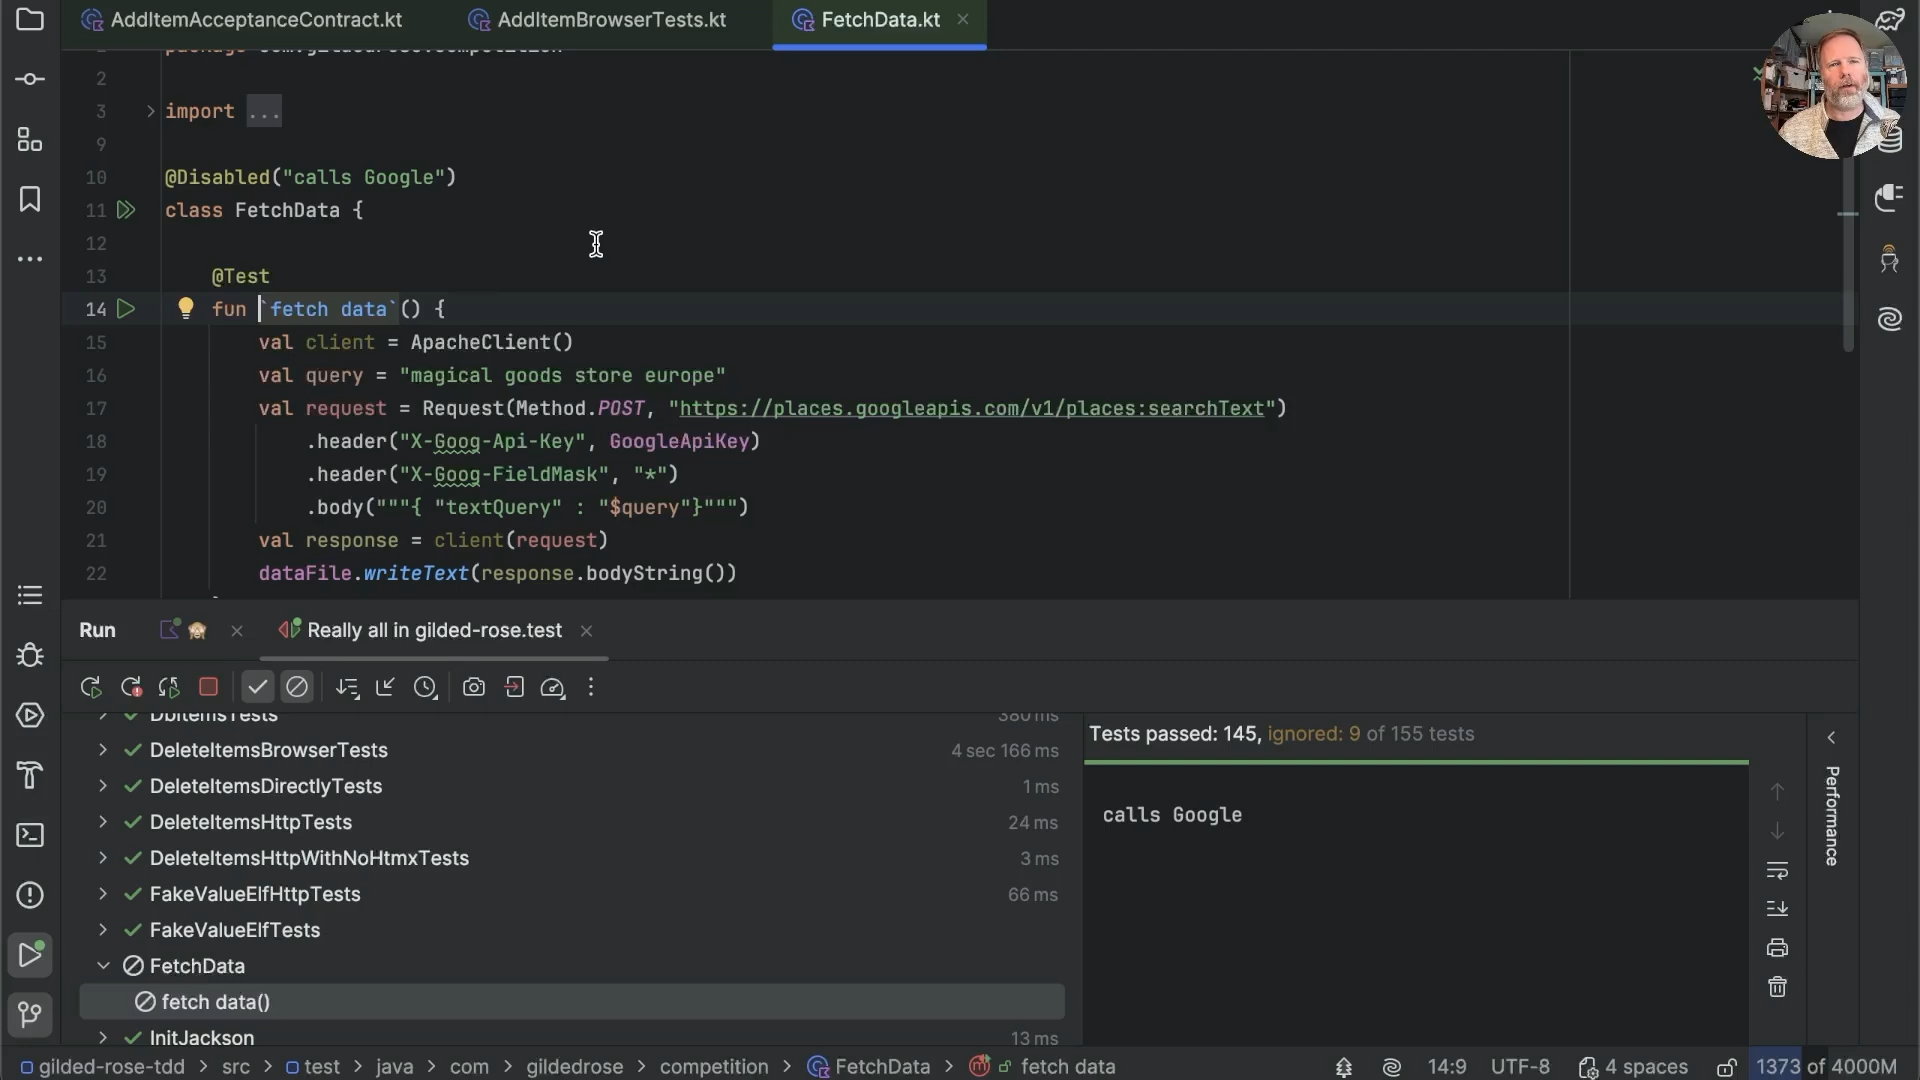 AddItemAcceptanceContract.kt
AddItemBrowserTests.kt
FetchData.kt
2
3 import ...
9
10 @Disabled("calls Google")
11 class FetchData {
12
13 @Test
14 fun `fetch data`() {
15 val client = ApacheClient()
16 val query = "magical goods store europe"
17 val request = Request(Method.POST, "https://places.googleapis.com/v1/places:searchText")
18 .header("X-Goog-Api-Key", GoogleApiKey)
19 .header("X-Goog-FieldMask", "*")
20 .body("""{ "textQuery" : "$query"}""")
21 val response = client(request)
22 dataFile.writeText(response.bodyString())
Run
Really all in gilded-rose.test
DbItemsTests 380 ms
DeleteItemsBrowserTests 4 sec 166 ms
DeleteItemsDirectlyTests 1 ms
DeleteItemsHttpTests 24 ms
DeleteItemsHttpWithNoHtmxTests 3 ms
FakeValueElfHttpTests 66 ms
FakeValueElfTests
FetchData
fetch data()
InitJackson 13 ms
Tests passed: 145, ignored: 9 of 155 tests
calls Google
Performance
gilded-rose-tdd > src > test > java > com > gildedrose > competition > FetchData > fetch data
14:9 UTF-8 4 spaces 1373 of 4000M